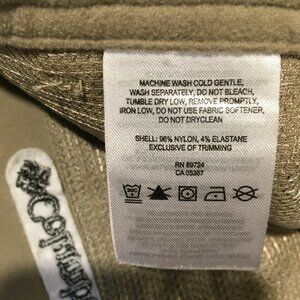 MACHINE WASH COLD GENTLE,
WASH SEPARATELY, DO NOT BLEACH,
TUMBLE DRY LOW, REMOVE PROMPTLY,
IRON LOW, DO NOT USE FABRIC SOFTENER,
DO NOT DRYCLEAN
SHELL: 96% NYLON, 4% ELASTANE
EXCLUSIVE OF TRIMMING
RN 69724
CA 05367
Columbia